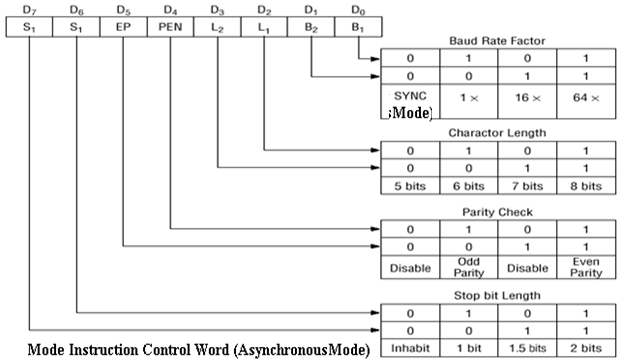 D7 D6 D5 D4 D3 D2 D1 D0
S1 S1 EP PEN L2 L1 B2 B1
Baud Rate Factor
0 1 0 1
0 0 1 1
SYNC 1 × 16 × 64 ×
sMode)
Charactor Length
0 1 0 1
0 0 1 1
5 bits 6 bits 7 bits 8 bits
Parity Check
0 1 0 1
0 0 1 1
Disable Odd Parity Disable Even Parity
Stop bit Length
0 1 0 1
0 0 1 1
Inhabit 1 bit 1.5 bits 2 bits
Mode Instruction Control Word (AsynchronousMode)